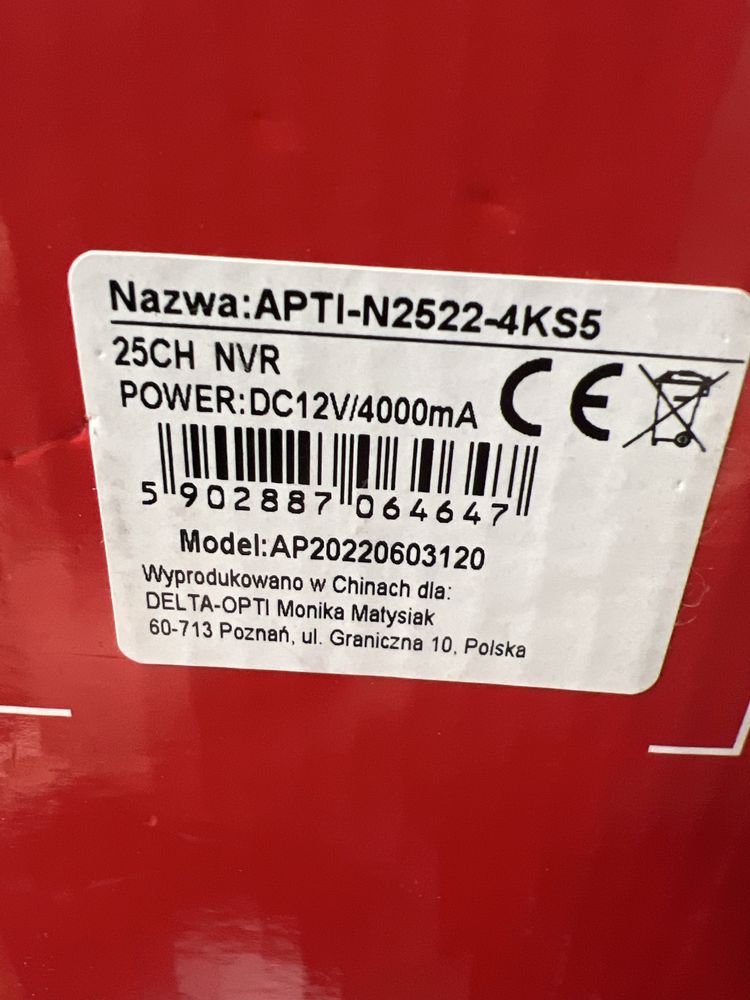 Nazwa:APTI-N2522-4KS5
25CH NVR
POWER:DC12V/4000mA
CE
5 902887 064647
Model:AP20220603120
Wyprodukowano w Chinach dla:
DELTA-OPTI Monika Matysiak
60-713 Poznań, ul. Graniczna 10, Polska